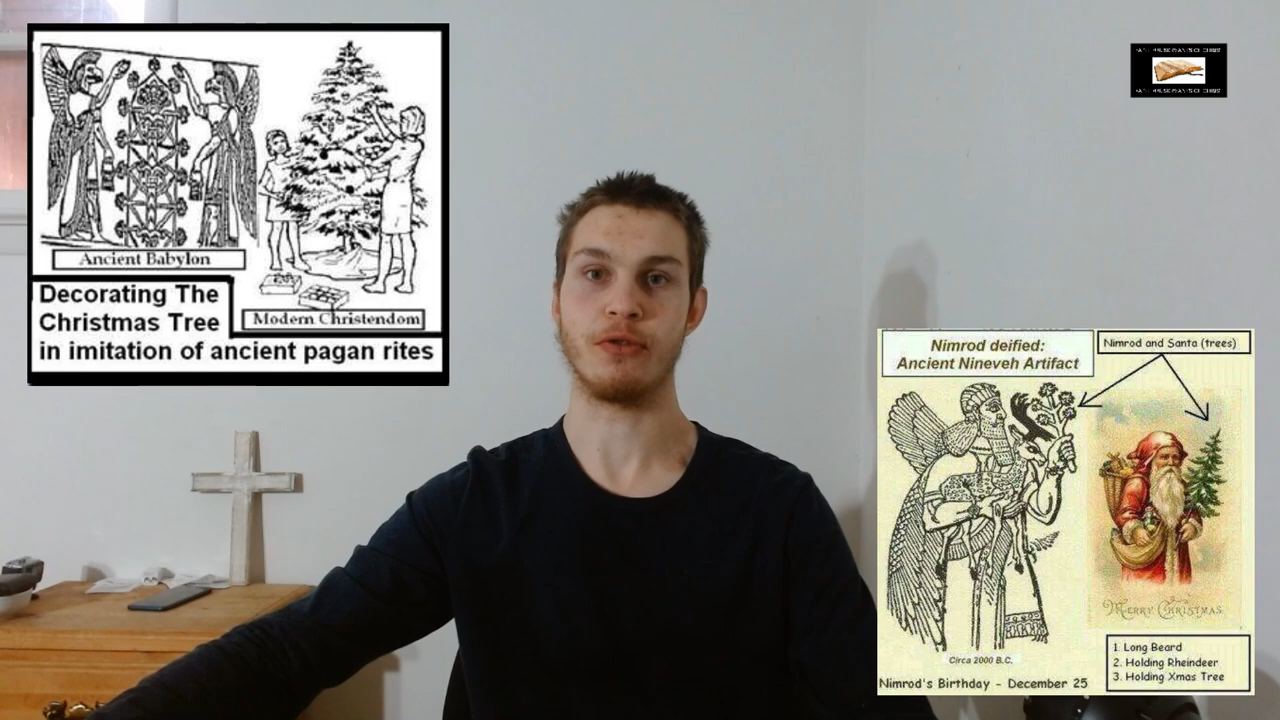 Ancient Babylon
Modern Christendom
Decorating The
Christmas Tree
in imitation of ancient pagan rites
Nimrod deified:
Ancient Nineveh Artifact
Nimrod and Santa (trees)
MERRY CHRISTMAS
Circa 2000 B.C.
1. Long Beard
2. Holding Rheindeer
3. Holding Xmas Tree
Nimrod's Birthday - December 25